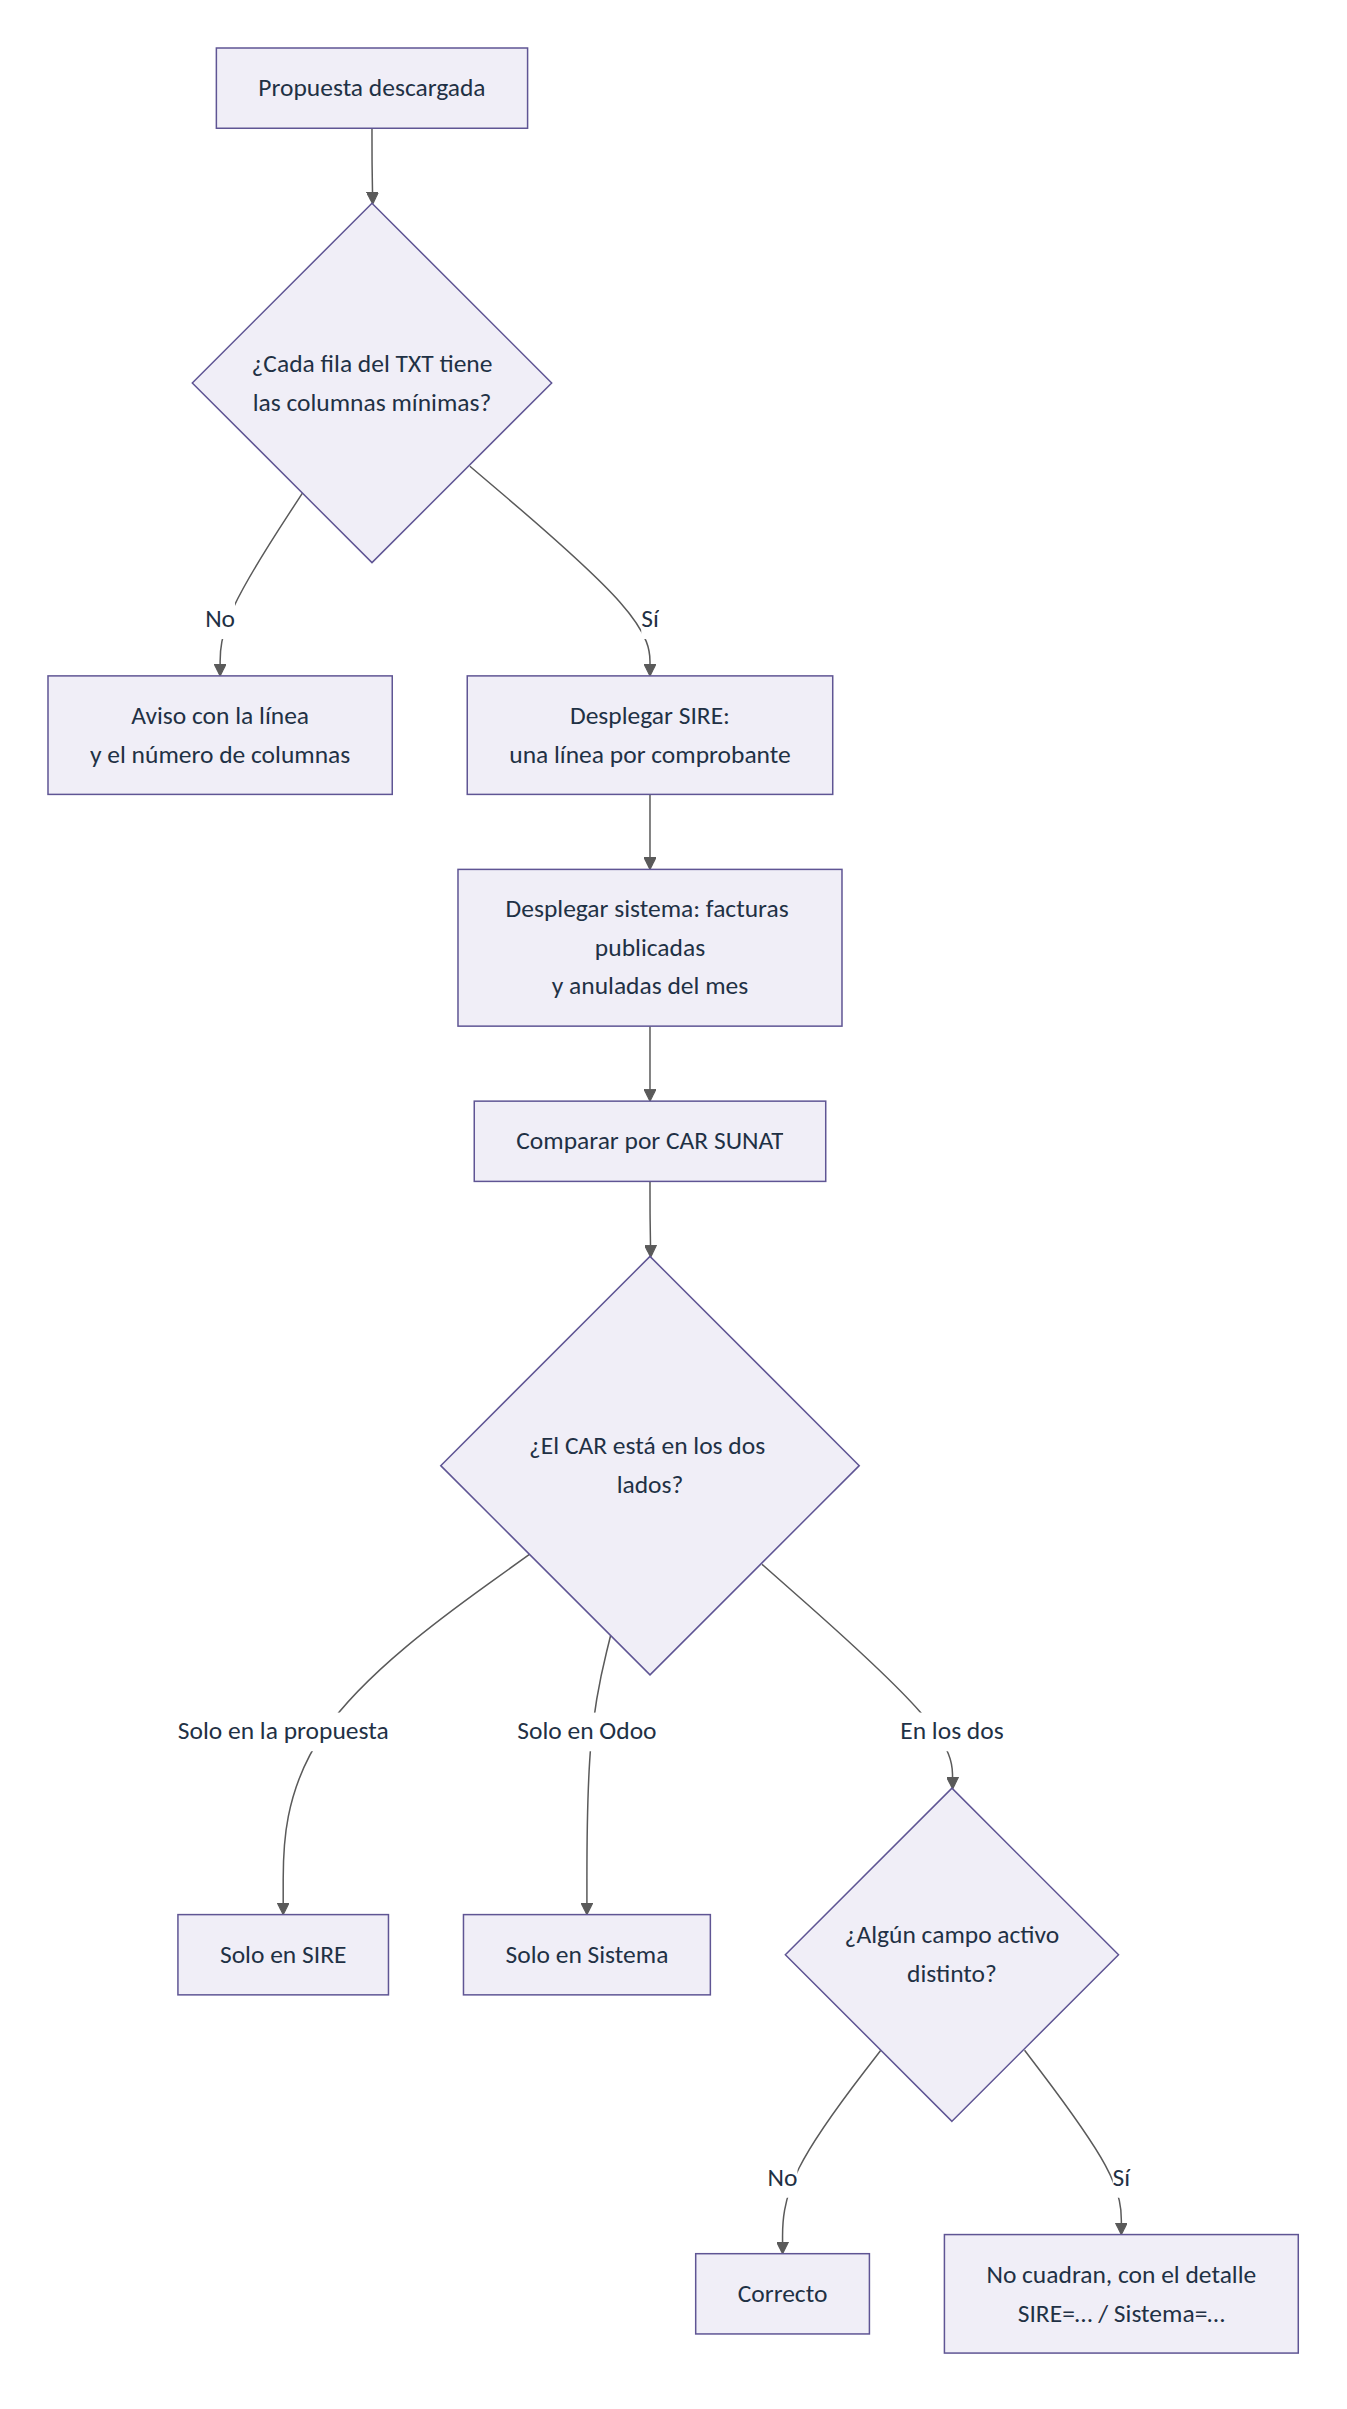 Propuesta descargada
¿Cada fila del TXT tiene
las columnas mínimas?
No
Sí
Aviso con la línea
y el número de columnas
Desplegar SIRE:
una línea por comprobante
Desplegar sistema: facturas
publicadas
y anuladas del mes
Comparar por CAR SUNAT
¿El CAR está en los dos
lados?
Solo en la propuesta
Solo en Odoo
En los dos
Solo en SIRE
Solo en Sistema
¿Algún campo activo
distinto?
No
Sí
Correcto
No cuadran, con el detalle
SIRE=... / Sistema=...